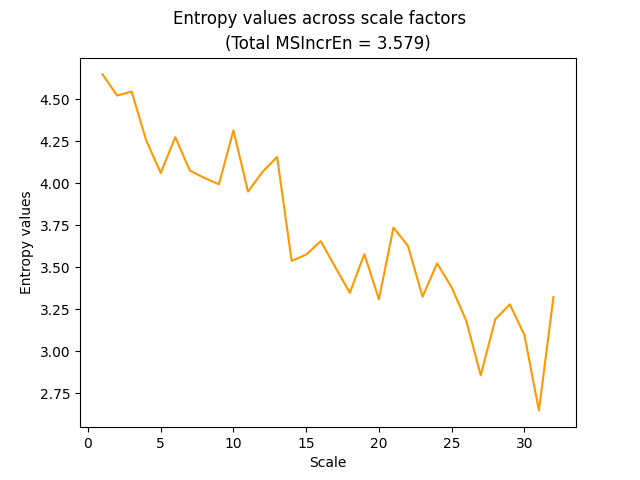 Entropy values across scale factors
(Total MSIncrEn = 3.579)
4.50
4.25
4.00
3.75
3.50
3.25
3.00
2.75
Entropy values
0 5 10 15 20 25 30
Scale